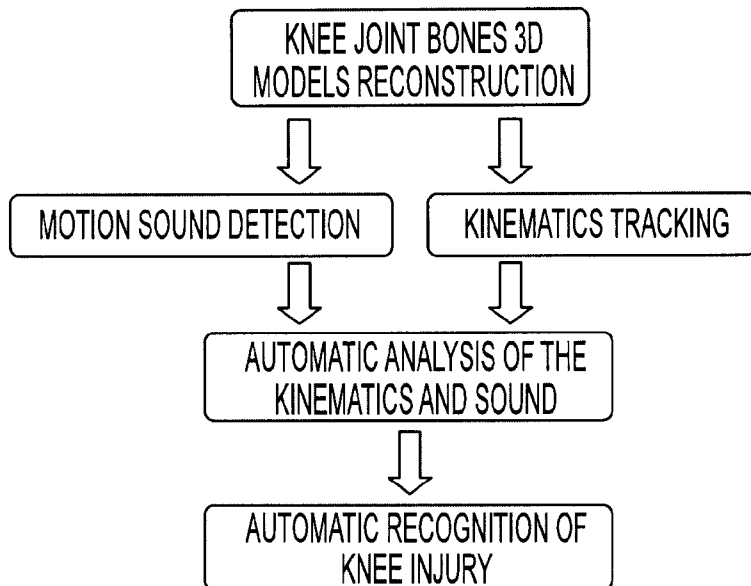 KNEE JOINT BONES 3D
MODELS RECONSTRUCTION
MOTION SOUND DETECTION
KINEMATICS TRACKING
AUTOMATIC ANALYSIS OF THE
KINEMATICS AND SOUND
AUTOMATIC RECOGNITION OF
KNEE INJURY